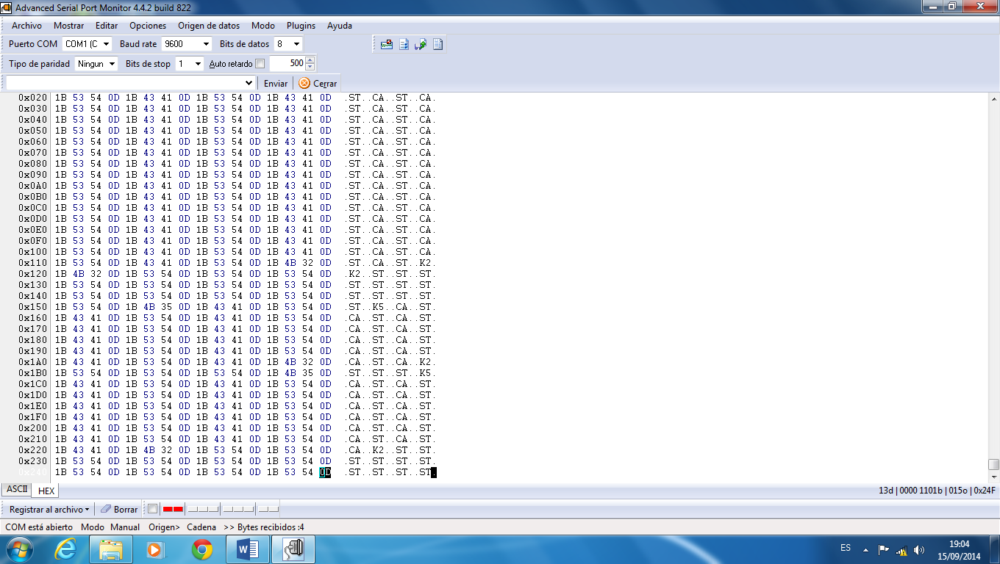 Advanced Serial Port Monitor 4.4.2 build 822
Archivo Mostrar Editar Opciones Origen de datos Modo Plugins Ayuda
Puerto COM COM1 (C Baud rate 9600 Bits de datos 8
Tipo de paridad Ningun Bits de stop 1 Auto retardo 500
Enviar Cerrar
0x020 1B 53 54 0D 1B 43 41 0D 1B 53 54 0D 1B 43 41 0D .ST..CA..ST..CA.
0x030 1B 53 54 0D 1B 43 41 0D 1B 53 54 0D 1B 43 41 0D .ST..CA..ST..CA.
0x040 1B 53 54 0D 1B 43 41 0D 1B 53 54 0D 1B 43 41 0D .ST..CA..ST..CA.
0x050 1B 53 54 0D 1B 43 41 0D 1B 53 54 0D 1B 43 41 0D .ST..CA..ST..CA.
0x060 1B 53 54 0D 1B 43 41 0D 1B 53 54 0D 1B 43 41 0D .ST..CA..ST..CA.
0x070 1B 53 54 0D 1B 43 41 0D 1B 53 54 0D 1B 43 41 0D .ST..CA..ST..CA.
0x080 1B 53 54 0D 1B 43 41 0D 1B 53 54 0D 1B 43 41 0D .ST..CA..ST..CA.
0x090 1B 53 54 0D 1B 43 41 0D 1B 53 54 0D 1B 43 41 0D .ST..CA..ST..CA.
0x0A0 1B 53 54 0D 1B 43 41 0D 1B 53 54 0D 1B 43 41 0D .ST..CA..ST..CA.
0x0B0 1B 53 54 0D 1B 43 41 0D 1B 53 54 0D 1B 43 41 0D .ST..CA..ST..CA.
0x0C0 1B 53 54 0D 1B 43 41 0D 1B 53 54 0D 1B 43 41 0D .ST..CA..ST..CA.
0x0D0 1B 53 54 0D 1B 43 41 0D 1B 53 54 0D 1B 43 41 0D .ST..CA..ST..CA.
0x0E0 1B 53 54 0D 1B 43 41 0D 1B 53 54 0D 1B 43 41 0D .ST..CA..ST..CA.
0x0F0 1B 53 54 0D 1B 43 41 0D 1B 53 54 0D 1B 43 41 0D .ST..CA..ST..CA.
0x100 1B 53 54 0D 1B 43 41 0D 1B 53 54 0D 1B 43 41 0D .ST..CA..ST..CA.
0x110 1B 53 54 0D 1B 43 41 0D 1B 53 54 0D 1B 4B 32 0D .ST..CA..ST..K2.
0x120 1B 4B 32 0D 1B 53 54 0D 1B 53 54 0D 1B 53 54 0D .K2..ST..ST..ST.
0x130 1B 53 54 0D 1B 53 54 0D 1B 53 54 0D 1B 53 54 0D .ST..ST..ST..ST.
0x140 1B 53 54 0D 1B 53 54 0D 1B 53 54 0D 1B 53 54 0D .ST..ST..ST..ST.
0x150 1B 53 54 0D 1B 4B 35 0D 1B 43 41 0D 1B 53 54 0D .ST..K5..CA..ST.
0x160 1B 43 41 0D 1B 53 54 0D 1B 43 41 0D 1B 53 54 0D .CA..ST..CA..ST.
0x170 1B 43 41 0D 1B 53 54 0D 1B 43 41 0D 1B 53 54 0D .CA..ST..CA..ST.
0x180 1B 43 41 0D 1B 53 54 0D 1B 43 41 0D 1B 53 54 0D .CA..ST..CA..ST.
0x190 1B 43 41 0D 1B 53 54 0D 1B 43 41 0D 1B 53 54 0D .CA..ST..CA..ST.
0x1A0 1B 43 41 0D 1B 53 54 0D 1B 43 41 0D 1B 4B 32 0D .CA..ST..CA..K2.
0x1B0 1B 53 54 0D 1B 53 54 0D 1B 53 54 0D 1B 4B 35 0D .ST..ST..ST..K5.
0x1C0 1B 43 41 0D 1B 53 54 0D 1B 43 41 0D 1B 53 54 0D .CA..ST..CA..ST.
0x1D0 1B 43 41 0D 1B 53 54 0D 1B 43 41 0D 1B 53 54 0D .CA..ST..CA..ST.
0x1E0 1B 43 41 0D 1B 53 54 0D 1B 43 41 0D 1B 53 54 0D .CA..ST..CA..ST.
0x1F0 1B 43 41 0D 1B 53 54 0D 1B 43 41 0D 1B 53 54 0D .CA..ST..CA..ST.
0x200 1B 43 41 0D 1B 53 54 0D 1B 43 41 0D 1B 53 54 0D .CA..ST..CA..ST.
0x210 1B 43 41 0D 1B 53 54 0D 1B 43 41 0D 1B 53 54 0D .CA..ST..CA..ST.
0x220 1B 43 41 0D 1B 4B 32 0D 1B 53 54 0D 1B 53 54 0D .CA..K2..ST..ST.
0x230 1B 53 54 0D 1B 53 54 0D 1B 53 54 0D 1B 53 54 0D .ST..ST..ST..ST.
0x240 1B 53 54 0D 1B 53 54 0D 1B 53 54 0D 1B 53 54 0D .ST..ST..ST..ST.
ASCII HEX 13d | 0000 1101b | 015o | 0x24F
Registrar al archivo Borrar
COM está abierto Modo Manual Origen> Cadena >> Bytes recibidos :4
ES 19:04
15/09/2014